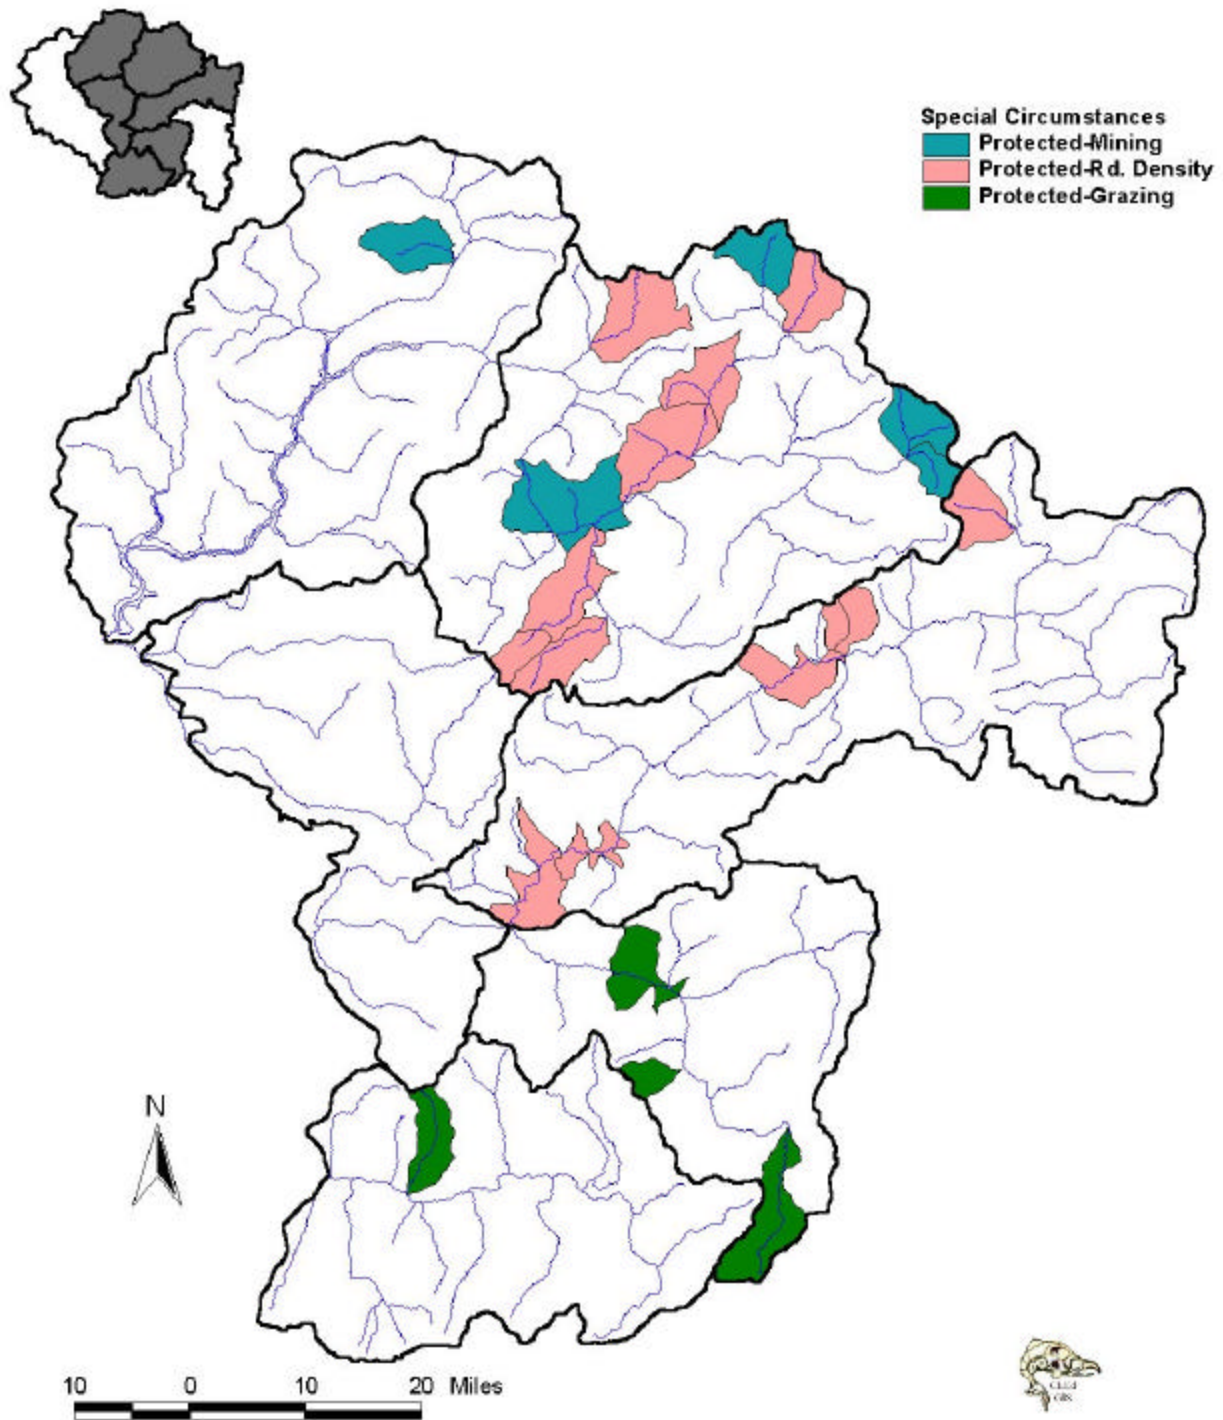 Special Circumstances
Protected-Mining
Protected-Rd. Density
Protected-Grazing
N
10 0 10 20 Miles